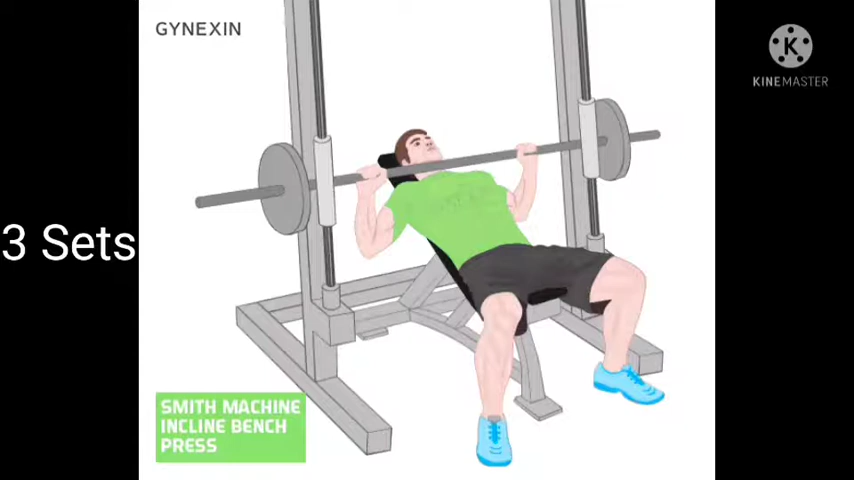 GYNEXIN
KINEMASTER
3 Sets
SMITH MACHINE
INCLINE BENCH
PRESS